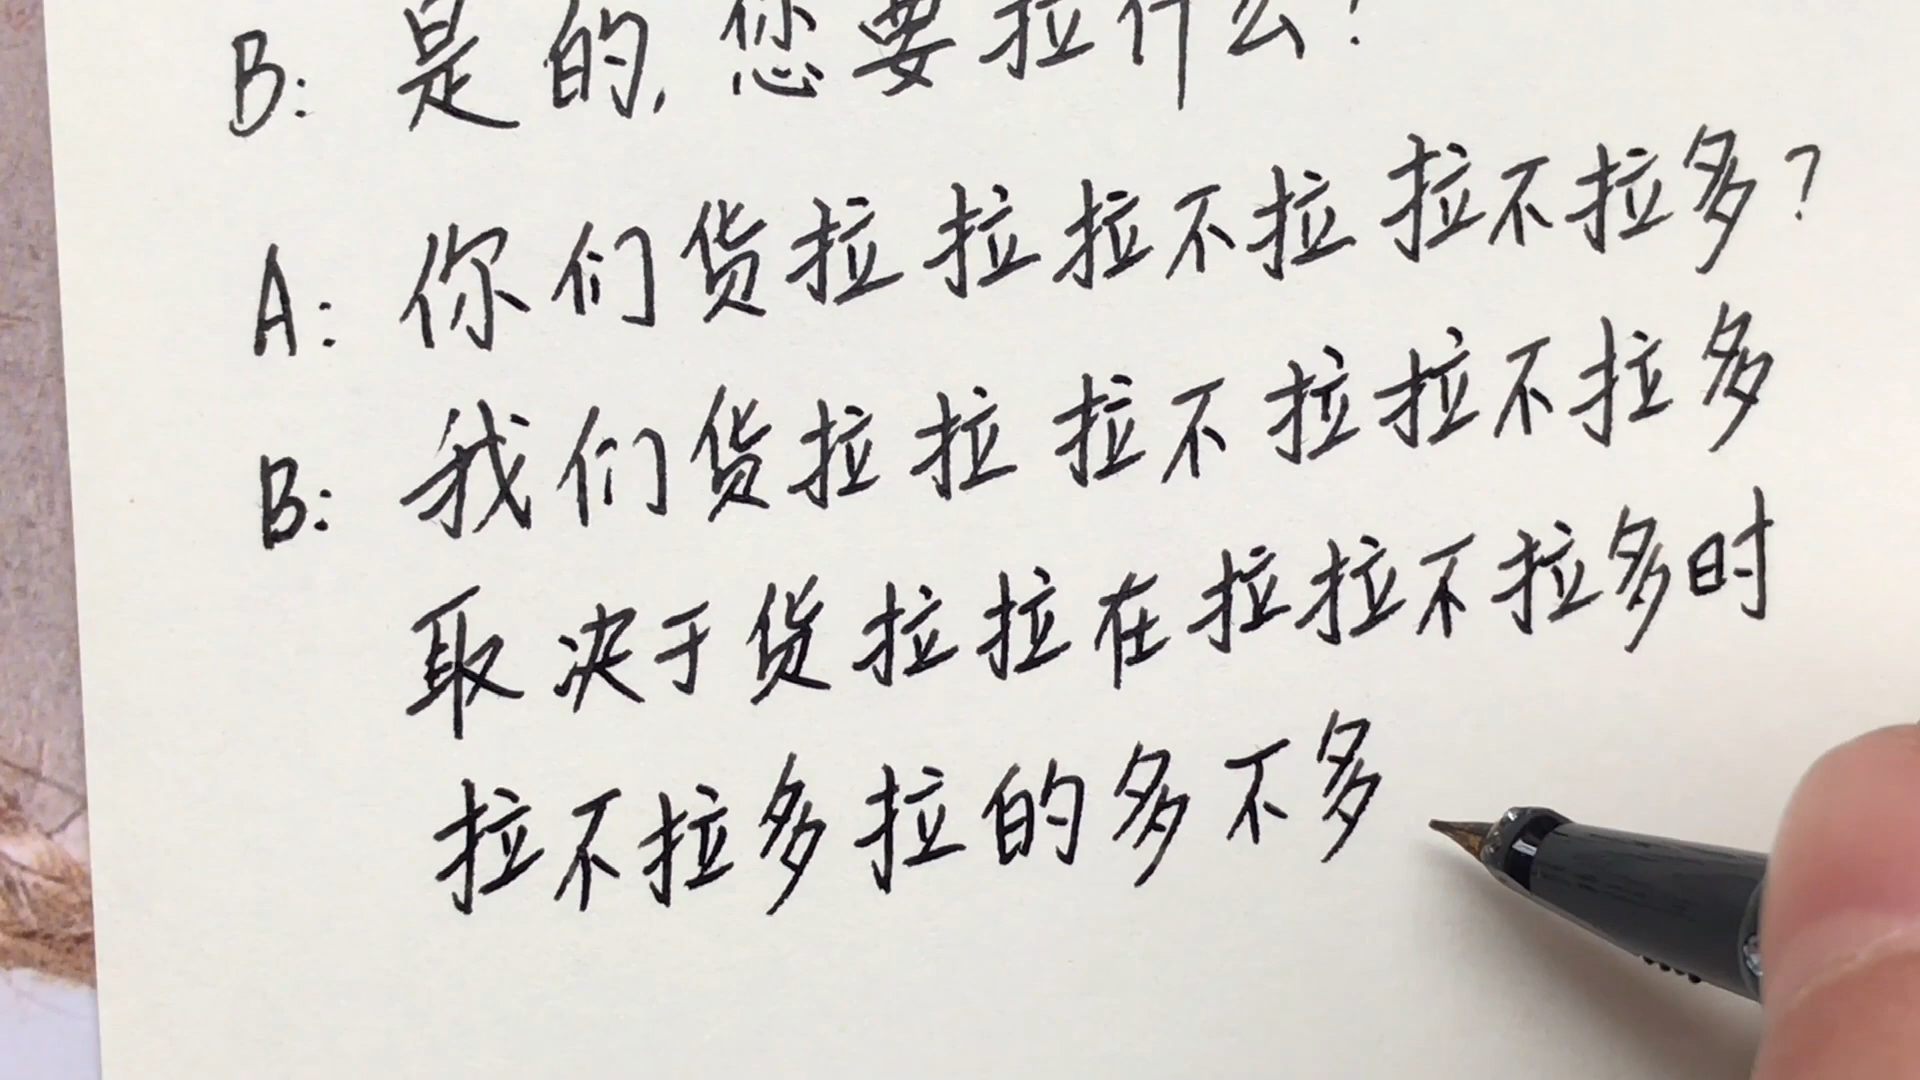 B: 是的,您要拉什么?
A: 你们货拉拉拉不拉拉不拉多?
B: 我们货拉拉拉不拉拉不拉多
取决于货拉拉在拉拉不拉多时
拉不拉多拉的多不多